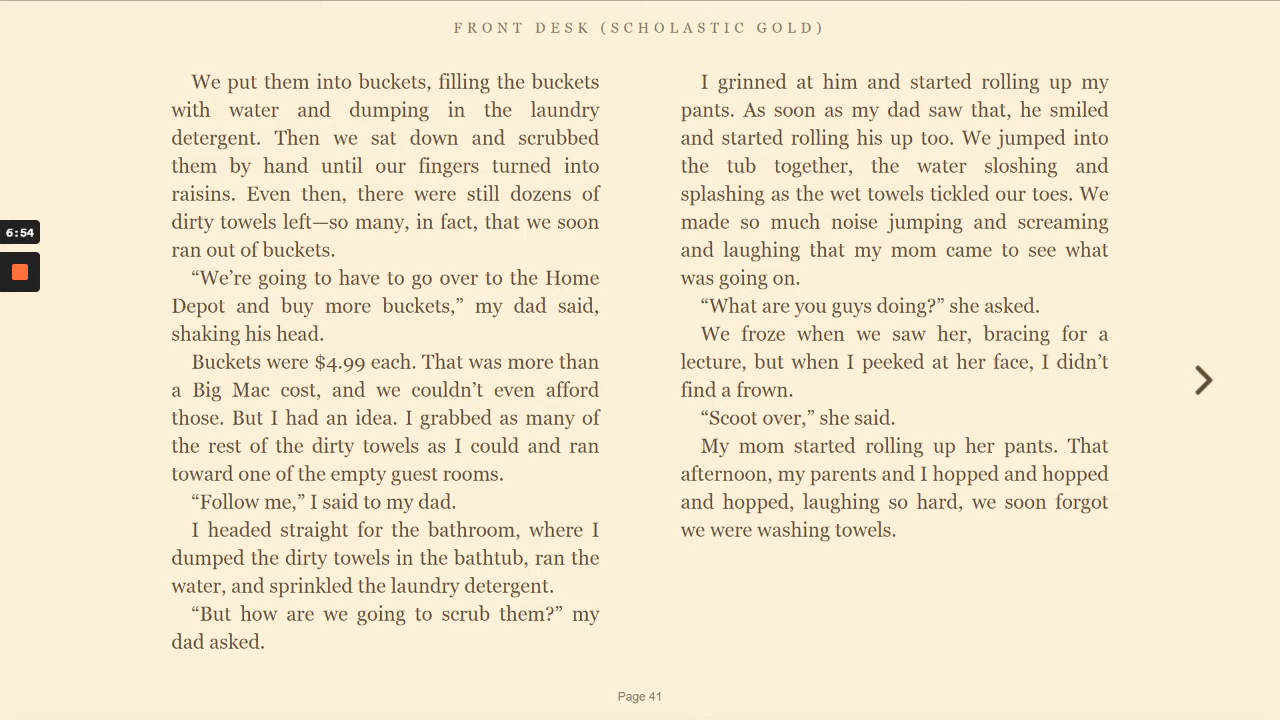 FRONT DESK (SCHOLASTIC GOLD)
We put them into buckets, filling the buckets
with water and dumping in the laundry
detergent. Then we sat down and scrubbed
them by hand until our fingers turned into
raisins. Even then, there were still dozens of
dirty towels left—so many, in fact, that we soon
ran out of buckets.
“We’re going to have to go over to the Home
Depot and buy more buckets,” my dad said,
shaking his head.
Buckets were $4.99 each. That was more than
a Big Mac cost, and we couldn’t even afford
those. But I had an idea. I grabbed as many of
the rest of the dirty towels as I could and ran
toward one of the empty guest rooms.
“Follow me,” I said to my dad.
I headed straight for the bathroom, where I
dumped the dirty towels in the bathtub, ran the
water, and sprinkled the laundry detergent.
“But how are we going to scrub them?” my
dad asked.
I grinned at him and started rolling up my
pants. As soon as my dad saw that, he smiled
and started rolling his up too. We jumped into
the tub together, the water sloshing and
splashing as the wet towels tickled our toes. We
made so much noise jumping and screaming
and laughing that my mom came to see what
was going on.
“What are you guys doing?” she asked.
We froze when we saw her, bracing for a
lecture, but when I peeked at her face, I didn’t
find a frown.
“Scoot over,” she said.
My mom started rolling up her pants. That
afternoon, my parents and I hopped and hopped
and hopped, laughing so hard, we soon forgot
we were washing towels.
6:54
Page 41